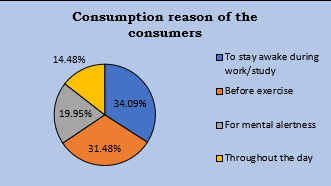 Consumption reason of the
consumers
14.48%
34.09%
19.95%
31.48%
To stay awake during
work/study
Before exercise
For mental alertness
Throughout the day